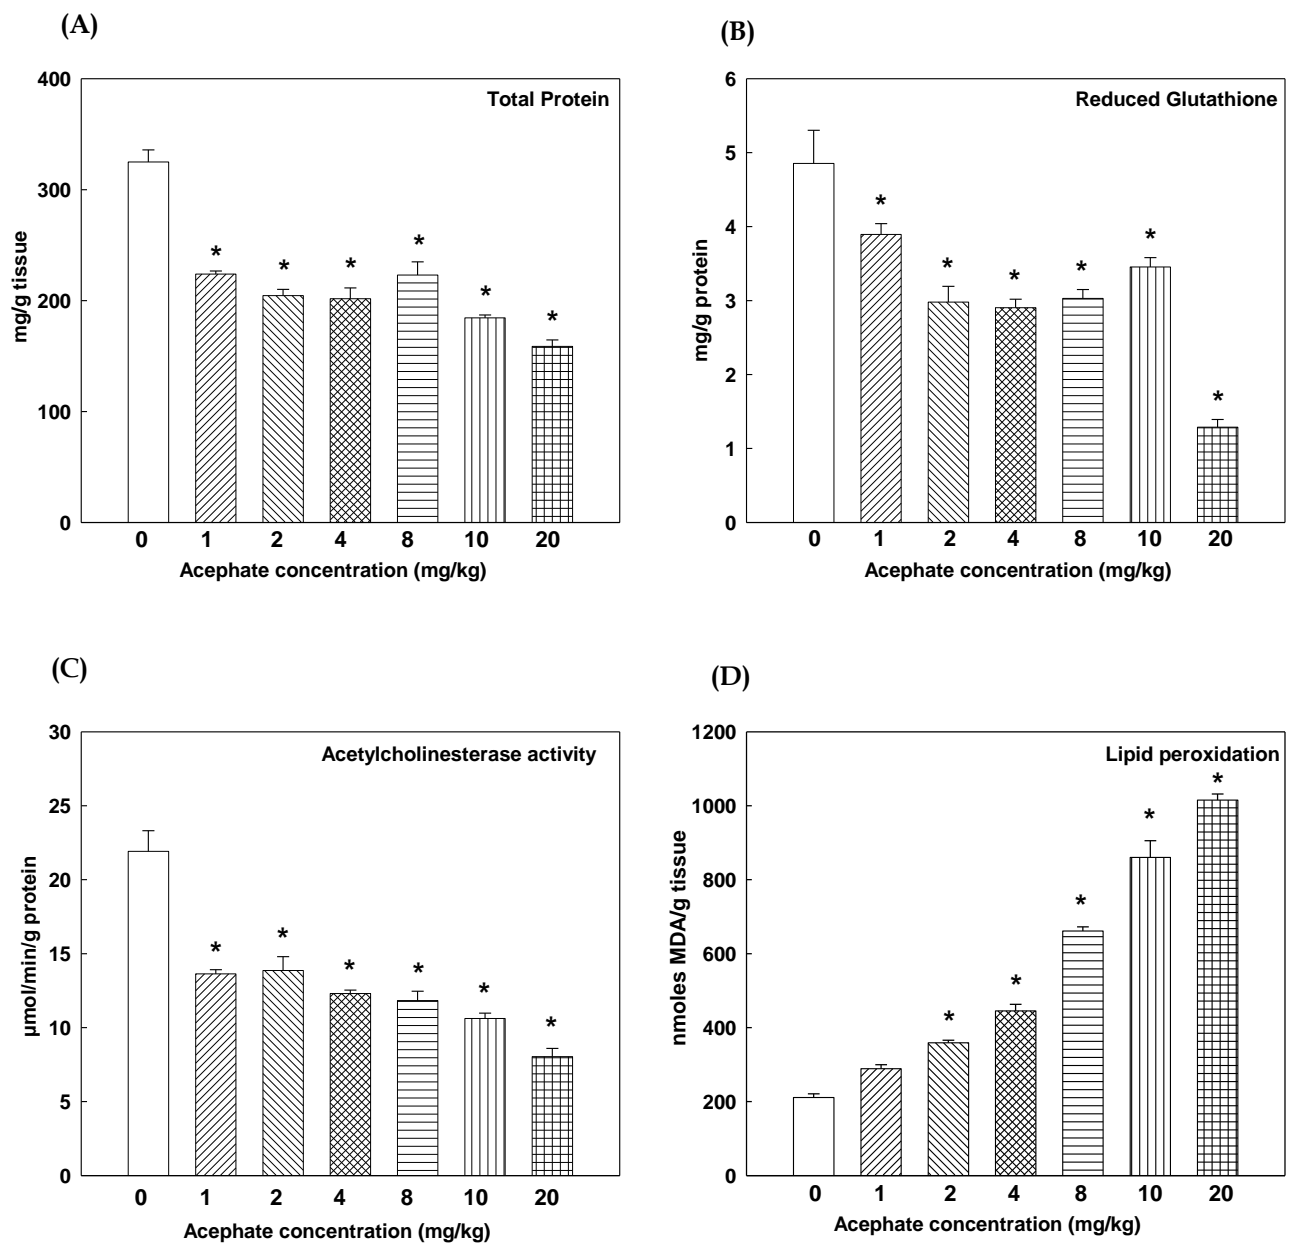 (A)
400
300
200
100
0
mg/g tissue
Total Protein
*
*
*
*
*
*
0 1 2 4 8 10 20
Acephate concentration (mg/kg)
(B)
6
5
4
3
2
1
0
mg/g protein
Reduced Glutathione
*
*
*
*
*
*
0 1 2 4 8 10 20
Acephate concentration (mg/kg)
(C)
30
25
20
15
10
5
0
μmol/min/g protein
Acetylcholinesterase activity
*
*
*
*
*
*
0 1 2 4 8 10 20
Acephate concentration (mg/kg)
(D)
1200
1000
800
600
400
200
0
nmoles MDA/g tissue
Lipid peroxidation
*
*
*
*
*
0 1 2 4 8 10 20
Acephate concentration (mg/kg)